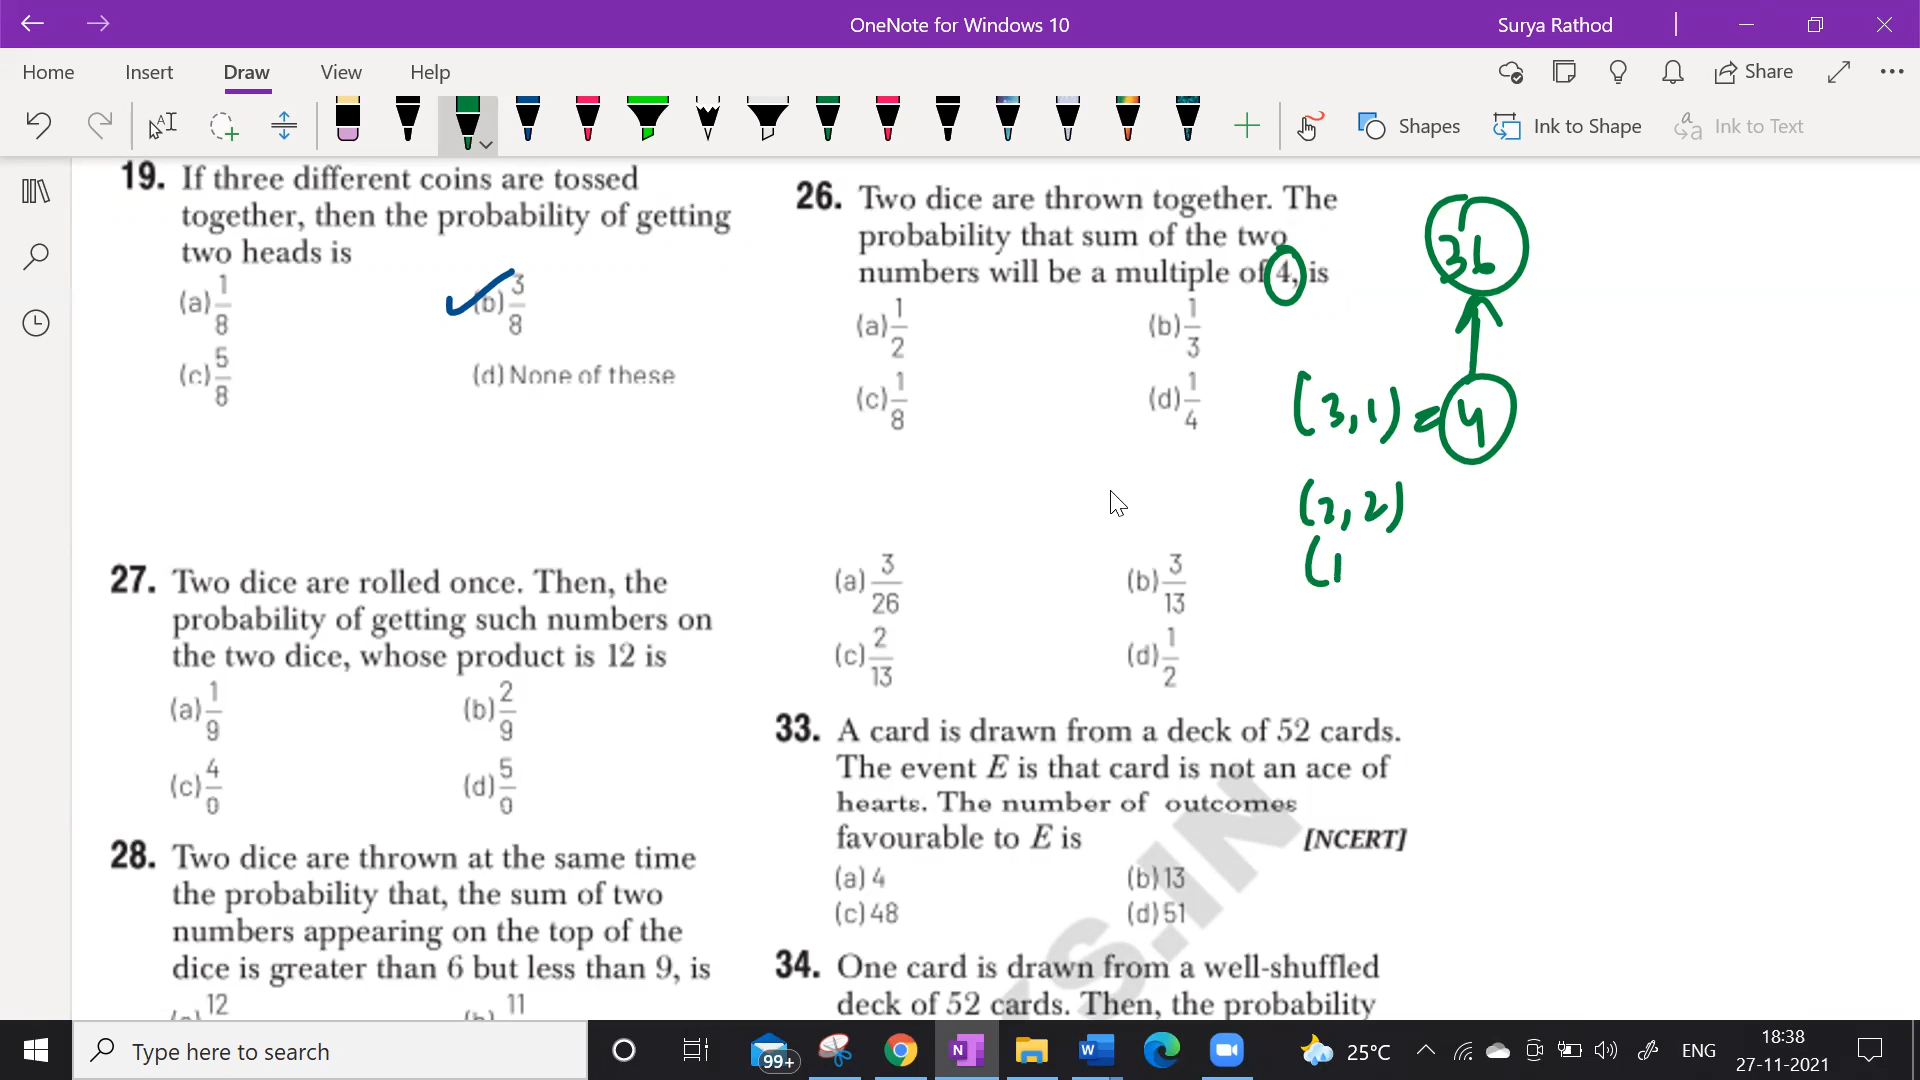 OneNote for Windows 10
Surya Rathod
Home Insert Draw View Help
Share
Shapes
Ink to Shape
Ink to Text
19. If three different coins are tossed
together, then the probability of getting
two heads is
(a) 1/8 (b) 3/8
(c) 5/8 (d) None of these
27. Two dice are rolled once. Then, the
probability of getting such numbers on
the two dice, whose product is 12 is
(a) 1/9 (b) 2/9
(c) 4/9 (d) 5/9
28. Two dice are thrown at the same time
the probability that, the sum of two
numbers appearing on the top of the
dice is greater than 6 but less than 9, is
12 11
26. Two dice are thrown together. The
probability that sum of the two
numbers will be a multiple of 4, is
(a) 1/2 (b) 1/3
(c) 1/8 (d) 1/4
36
(3,1) = 4
(2,2)
(1
(a) 3/26 (b) 3/13
(c) 2/13 (d) 1/2
33. A card is drawn from a deck of 52 cards.
The event E is that card is not an ace of
hearts. The number of outcomes
favourable to E is [NCERT]
(a) 4 (b) 13
(c) 48 (d) 51
34. One card is drawn from a well-shuffled
deck of 52 cards. Then, the probability
S.IN
Type here to search
99+
25°C
ENG
18:38
27-11-2021